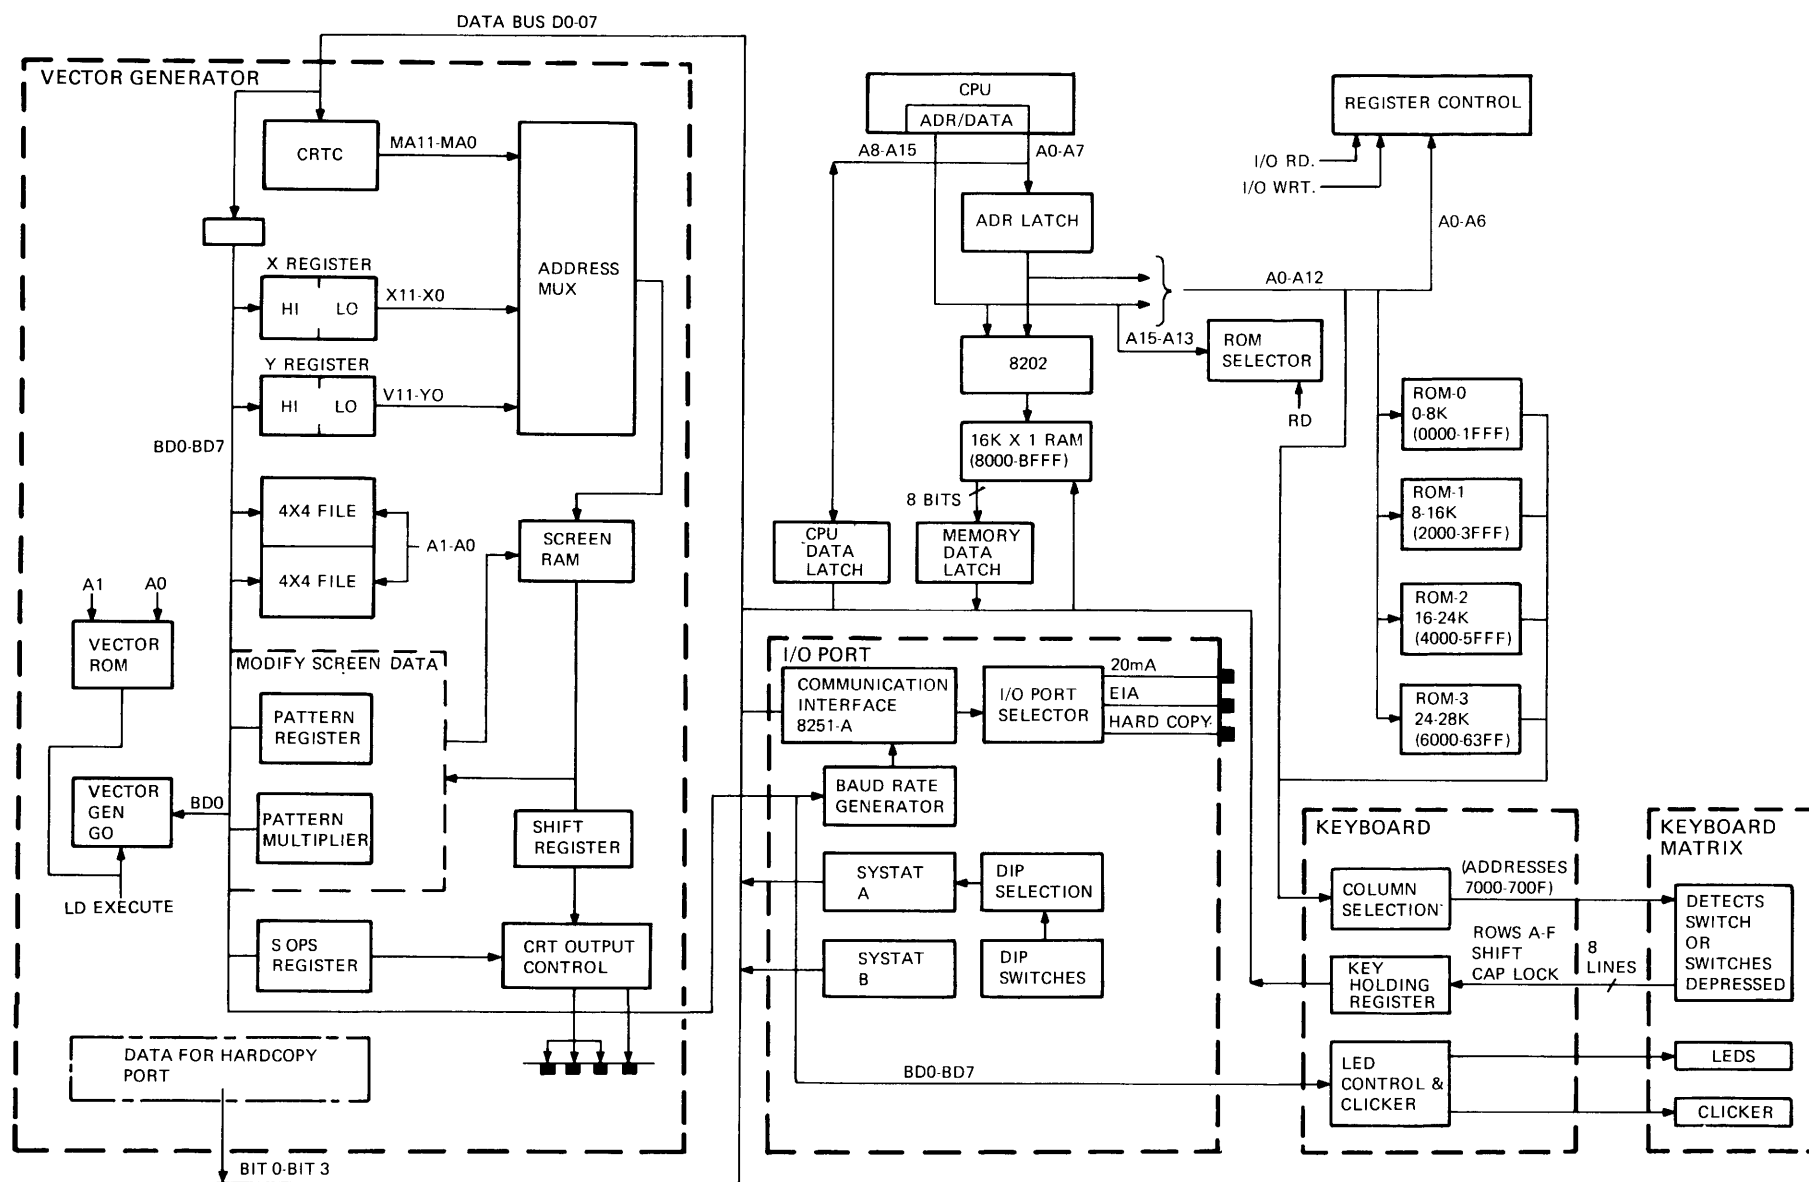 DATA BUS D0-07
VECTOR GENERATOR
CRTC
MA11-MA0
ADDRESS
MUX
X REGISTER
HI LO
X11-X0
Y REGISTER
HI LO
V11-YO
BD0-BD7
4X4 FILE
4X4 FILE
A1-A0
SCREEN
RAM
A1 A0
VECTOR
ROM
MODIFY SCREEN DATA
PATTERN
REGISTER
VECTOR
GEN
GO
BD0
PATTERN
MULTIPLIER
LD EXECUTE
SHIFT
REGISTER
S OPS
REGISTER
CRT OUTPUT
CONTROL
DATA FOR HARDCOPY
PORT
BIT 0-BIT 3
CPU
ADR/DATA
A8-A15
A0-A7
ADR LATCH
8202
16K X 1 RAM
(8000-BFFF)
8 BITS
CPU
DATA
LATCH
MEMORY
DATA
LATCH
REGISTER CONTROL
I/O RD.
I/O WRT.
A0-A6
A0-A12
A15-A13
ROM
SELECTOR
RD
ROM-0
0-8K
(0000-1FFF)
ROM-1
8-16K
(2000-3FFF)
ROM-2
16-24K
(4000-5FFF)
ROM-3
24-28K
(6000-63FF)
I/O PORT
COMMUNICATION
INTERFACE
8251-A
I/O PORT
SELECTOR
20mA
EIA
HARD COPY
BAUD RATE
GENERATOR
SYSTAT
A
DIP
SELECTION
SYSTAT
B
DIP
SWITCHES
BD0-BD7
KEYBOARD
COLUMN
SELECTION
(ADDRESSES
7000-700F)
KEY
HOLDING
REGISTER
ROWS A-F
SHIFT
CAP LOCK
8
LINES
LED
CONTROL &
CLICKER
KEYBOARD
MATRIX
DETECTS
SWITCH
OR
SWITCHES
DEPRESSED
LEDS
CLICKER